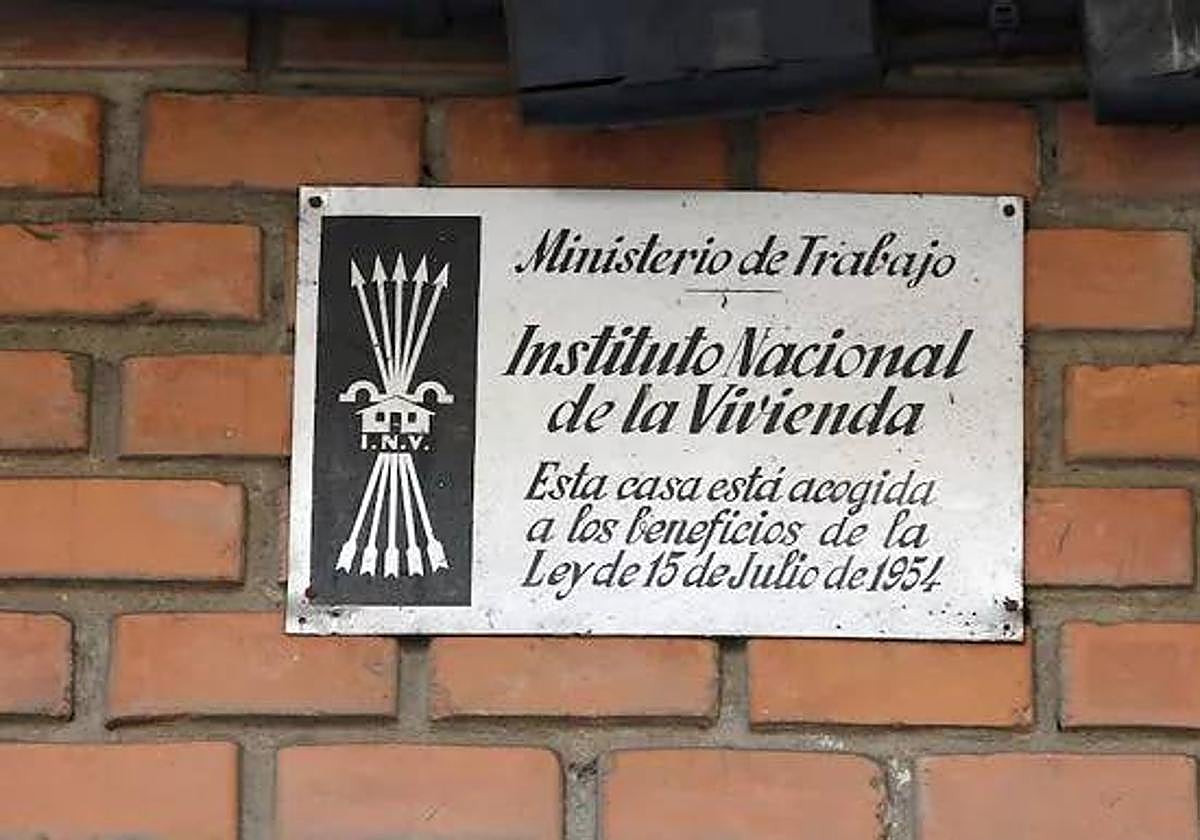 Ministerio de Trabajo
Instituto Nacional
de la Vivienda
Esta casa está acogida
a los beneficios de la
Ley de 15 de Julio de 1954
I.N.V.